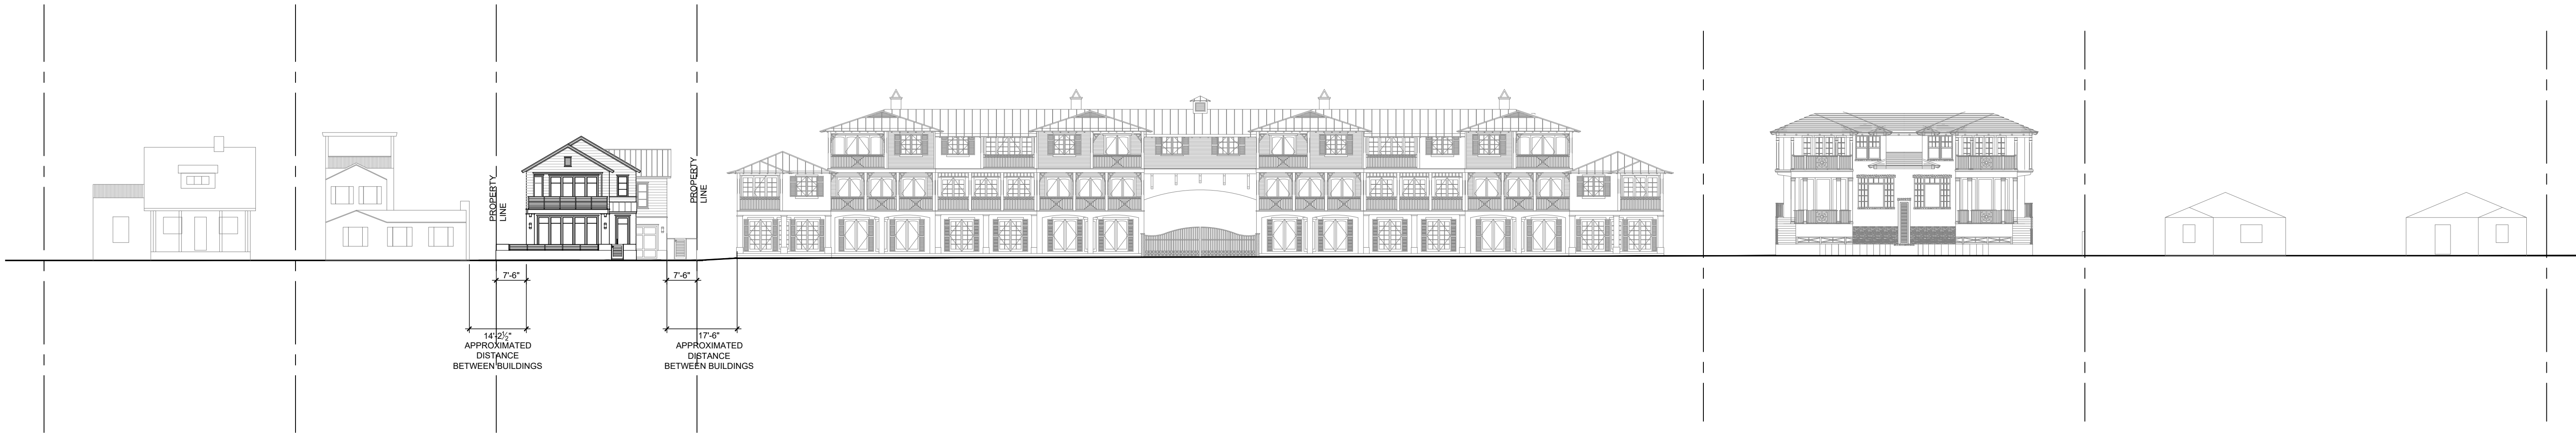 PROPERTY
LINE
PROPERTY
LINE
7'-6"
7'-6"
14'-2½"
APPROXIMATED
DISTANCE
BETWEEN BUILDINGS
17'-6"
APPROXIMATED
DISTANCE
BETWEEN BUILDINGS